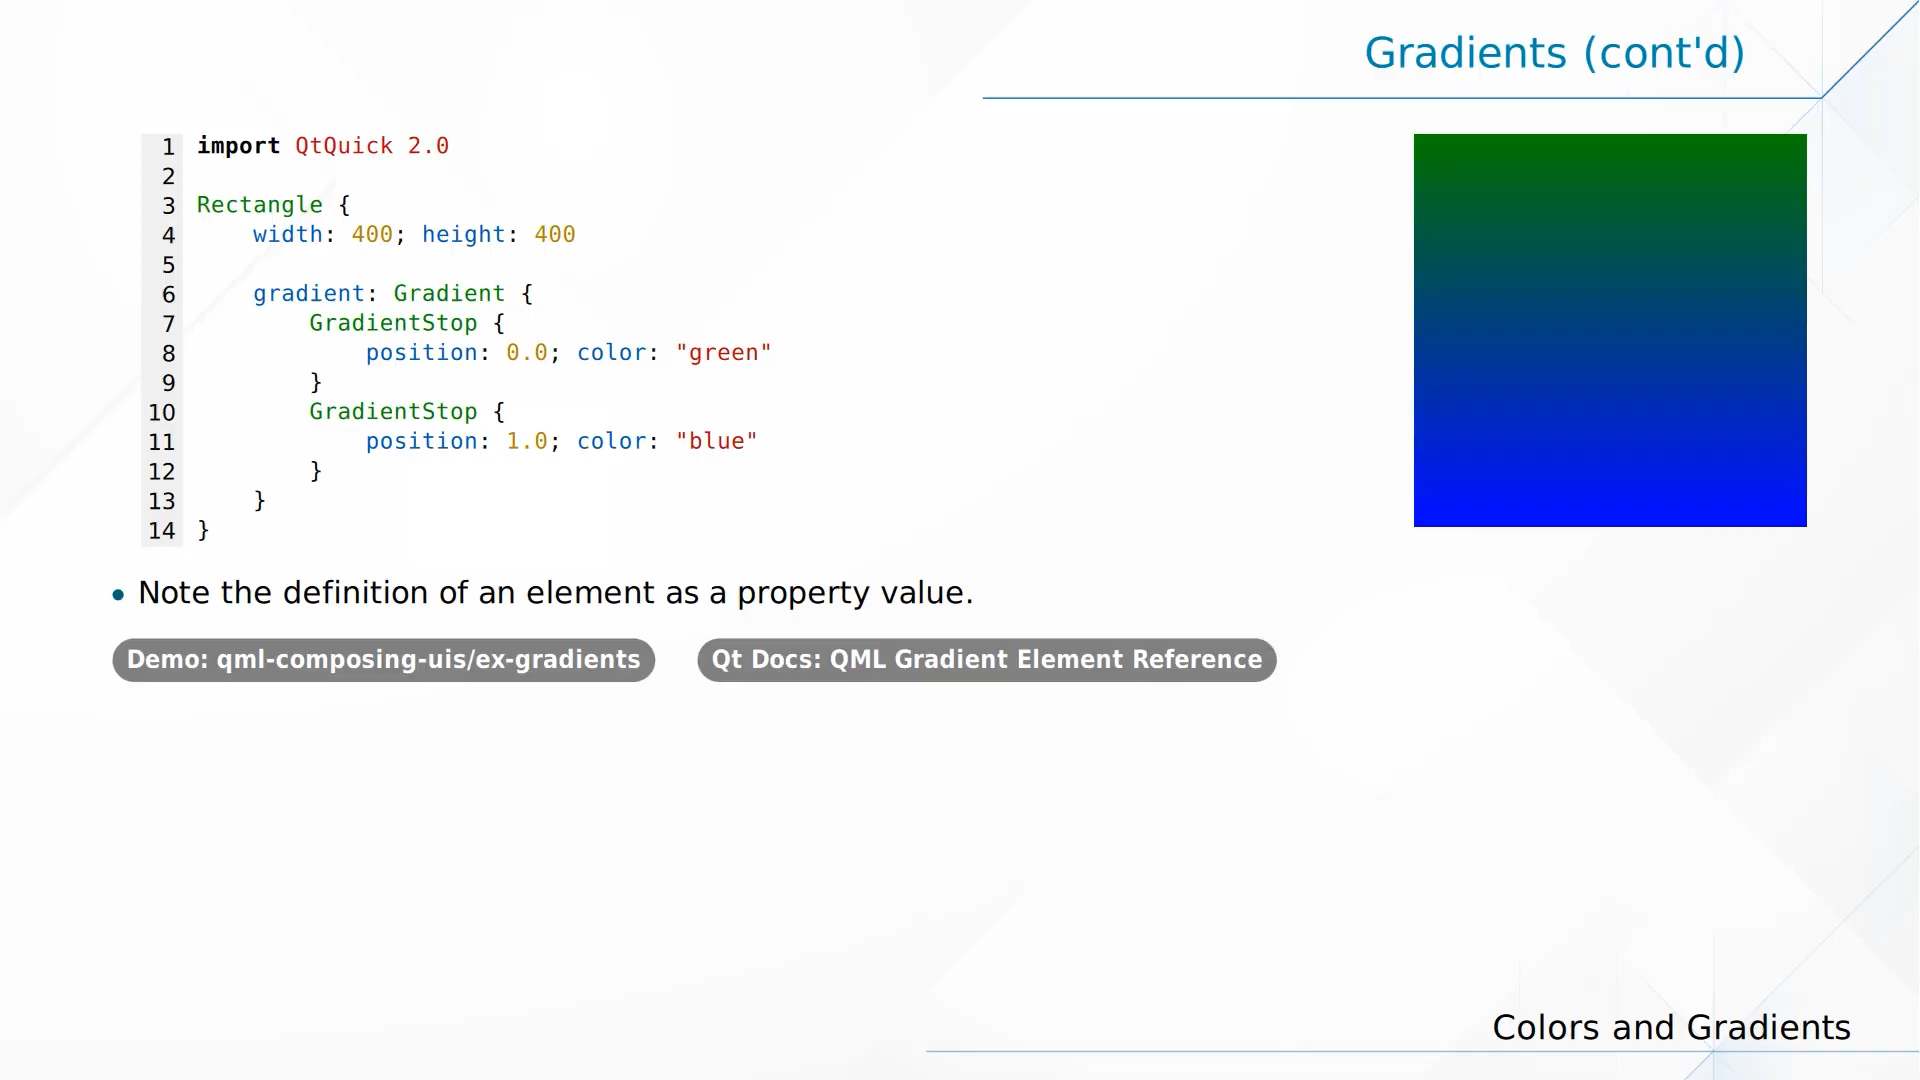 Gradients (cont'd)
1 import QtQuick 2.0
2
3 Rectangle {
4     width: 400; height: 400
5
6     gradient: Gradient {
7         GradientStop {
8             position: 0.0; color: "green"
9         }
10         GradientStop {
11             position: 1.0; color: "blue"
12         }
13     }
14 }
• Note the definition of an element as a property value.
Demo: qml-composing-uis/ex-gradients Qt Docs: QML Gradient Element Reference
Colors and Gradients